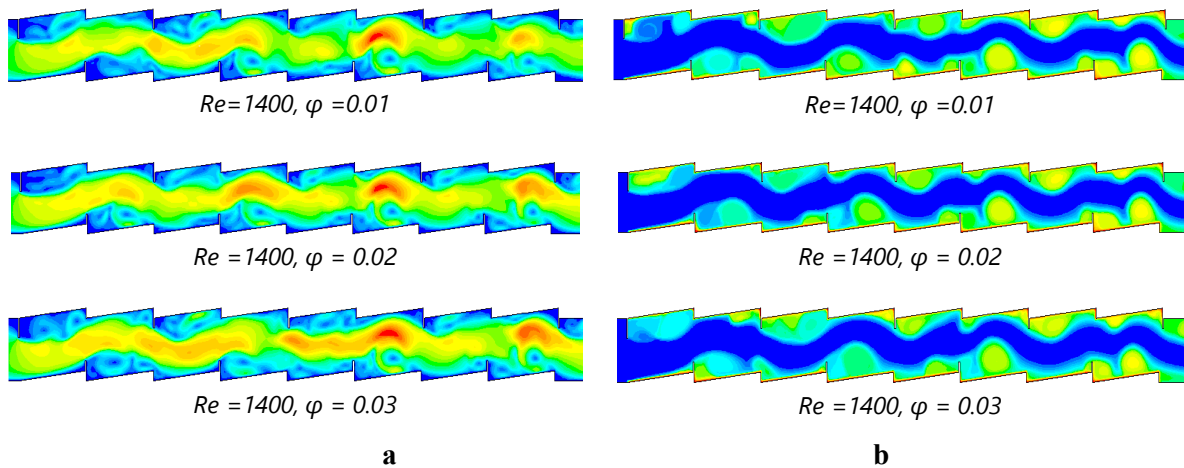 Re=1400, φ =0.01
Re =1400, φ = 0.02
Re =1400, φ = 0.03
a
Re=1400, φ =0.01
Re =1400, φ = 0.02
Re =1400, φ = 0.03
b